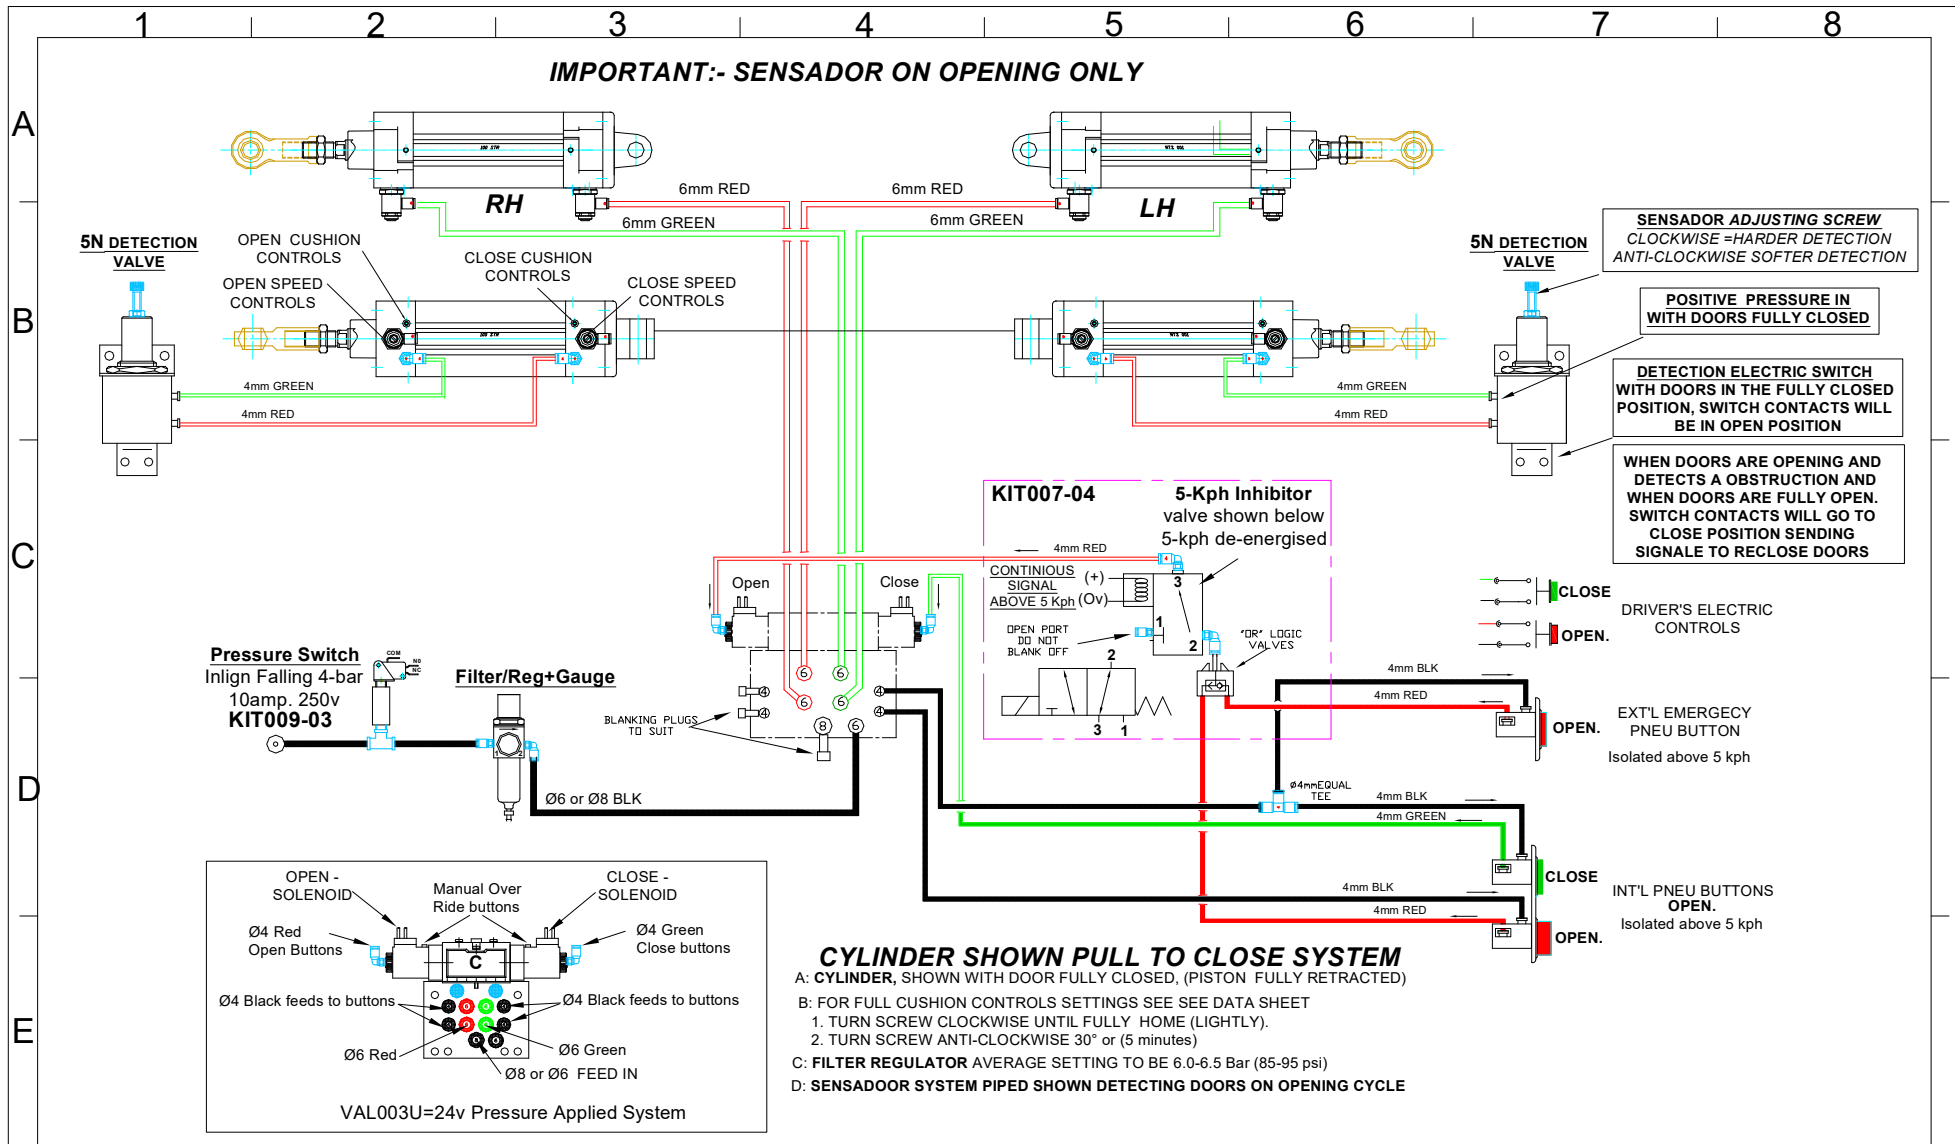 1 2 3 4 5 6 7 8
A
B
C
D
E
IMPORTANT:- SENSADOR ON OPENING ONLY
RH
LH
6mm RED
6mm RED
6mm GREEN
6mm GREEN
5N DETECTION
VALVE
OPEN CUSHION
CONTROLS
OPEN SPEED
CONTROLS
CLOSE CUSHION
CONTROLS
CLOSE SPEED
CONTROLS
4mm GREEN
4mm RED
4mm GREEN
4mm RED
5N DETECTION
VALVE
SENSADOR ADJUSTING SCREW
CLOCKWISE =HARDER DETECTION
ANTI-CLOCKWISE SOFTER DETECTION
POSITIVE PRESSURE IN
WITH DOORS FULLY CLOSED
DETECTION ELECTRIC SWITCH
WITH DOORS IN THE FULLY CLOSED
POSITION, SWITCH CONTACTS WILL
BE IN OPEN POSITION
WHEN DOORS ARE OPENING AND
DETECTS A OBSTRUCTION AND
WHEN DOORS ARE FULLY OPEN.
SWITCH CONTACTS WILL GO TO
CLOSE POSITION SENDING
SIGNALE TO RECLOSE DOORS
KIT007-04
5-Kph Inhibitor
valve shown below
5-kph de-energised
4mm RED
CONTINIOUS
SIGNAL
ABOVE 5 Kph
(+)
(Ov)
3
1
2
OPEN PORT
DO NOT
BLANK OFF
"OR" LOGIC
VALVES
2
3 1
Open
Close
6 6
4 6 6 4
4 8 6 4
BLANKING PLUGS
TO SUIT
Pressure Switch
Inlign Falling 4-bar
10amp. 250v
KIT009-03
COM
NO
NC
Filter/Reg+Gauge
1 2
Ø6 or Ø8 BLK
CLOSE
OPEN.
DRIVER'S ELECTRIC
CONTROLS
4mm BLK
4mm RED
OPEN.
EXT'L EMERGECY
PNEU BUTTON
Isolated above 5 kph
Ø4mmEQUAL
TEE
4mm BLK
4mm GREEN
CLOSE
4mm BLK
4mm RED
OPEN.
INT'L PNEU BUTTONS
OPEN.
Isolated above 5 kph
OPEN -
SOLENOID
Manual Over
Ride buttons
CLOSE -
SOLENOID
Ø4 Red
Open Buttons
Ø4 Green
Close buttons
C
Ø4 Black feeds to buttons
Ø4 Black feeds to buttons
Ø6 Red
Ø6 Green
Ø8 or Ø6 FEED IN
VAL003U=24v Pressure Applied System
CYLINDER SHOWN PULL TO CLOSE SYSTEM
A: CYLINDER, SHOWN WITH DOOR FULLY CLOSED, (PISTON FULLY RETRACTED)
B: FOR FULL CUSHION CONTROLS SETTINGS SEE SEE DATA SHEET
1. TURN SCREW CLOCKWISE UNTIL FULLY HOME (LIGHTLY).
2. TURN SCREW ANTI-CLOCKWISE 30° or (5 minutes)
C: FILTER REGULATOR AVERAGE SETTING TO BE 6.0-6.5 Bar (85-95 psi)
D: SENSADOOR SYSTEM PIPED SHOWN DETECTING DOORS ON OPENING CYCLE